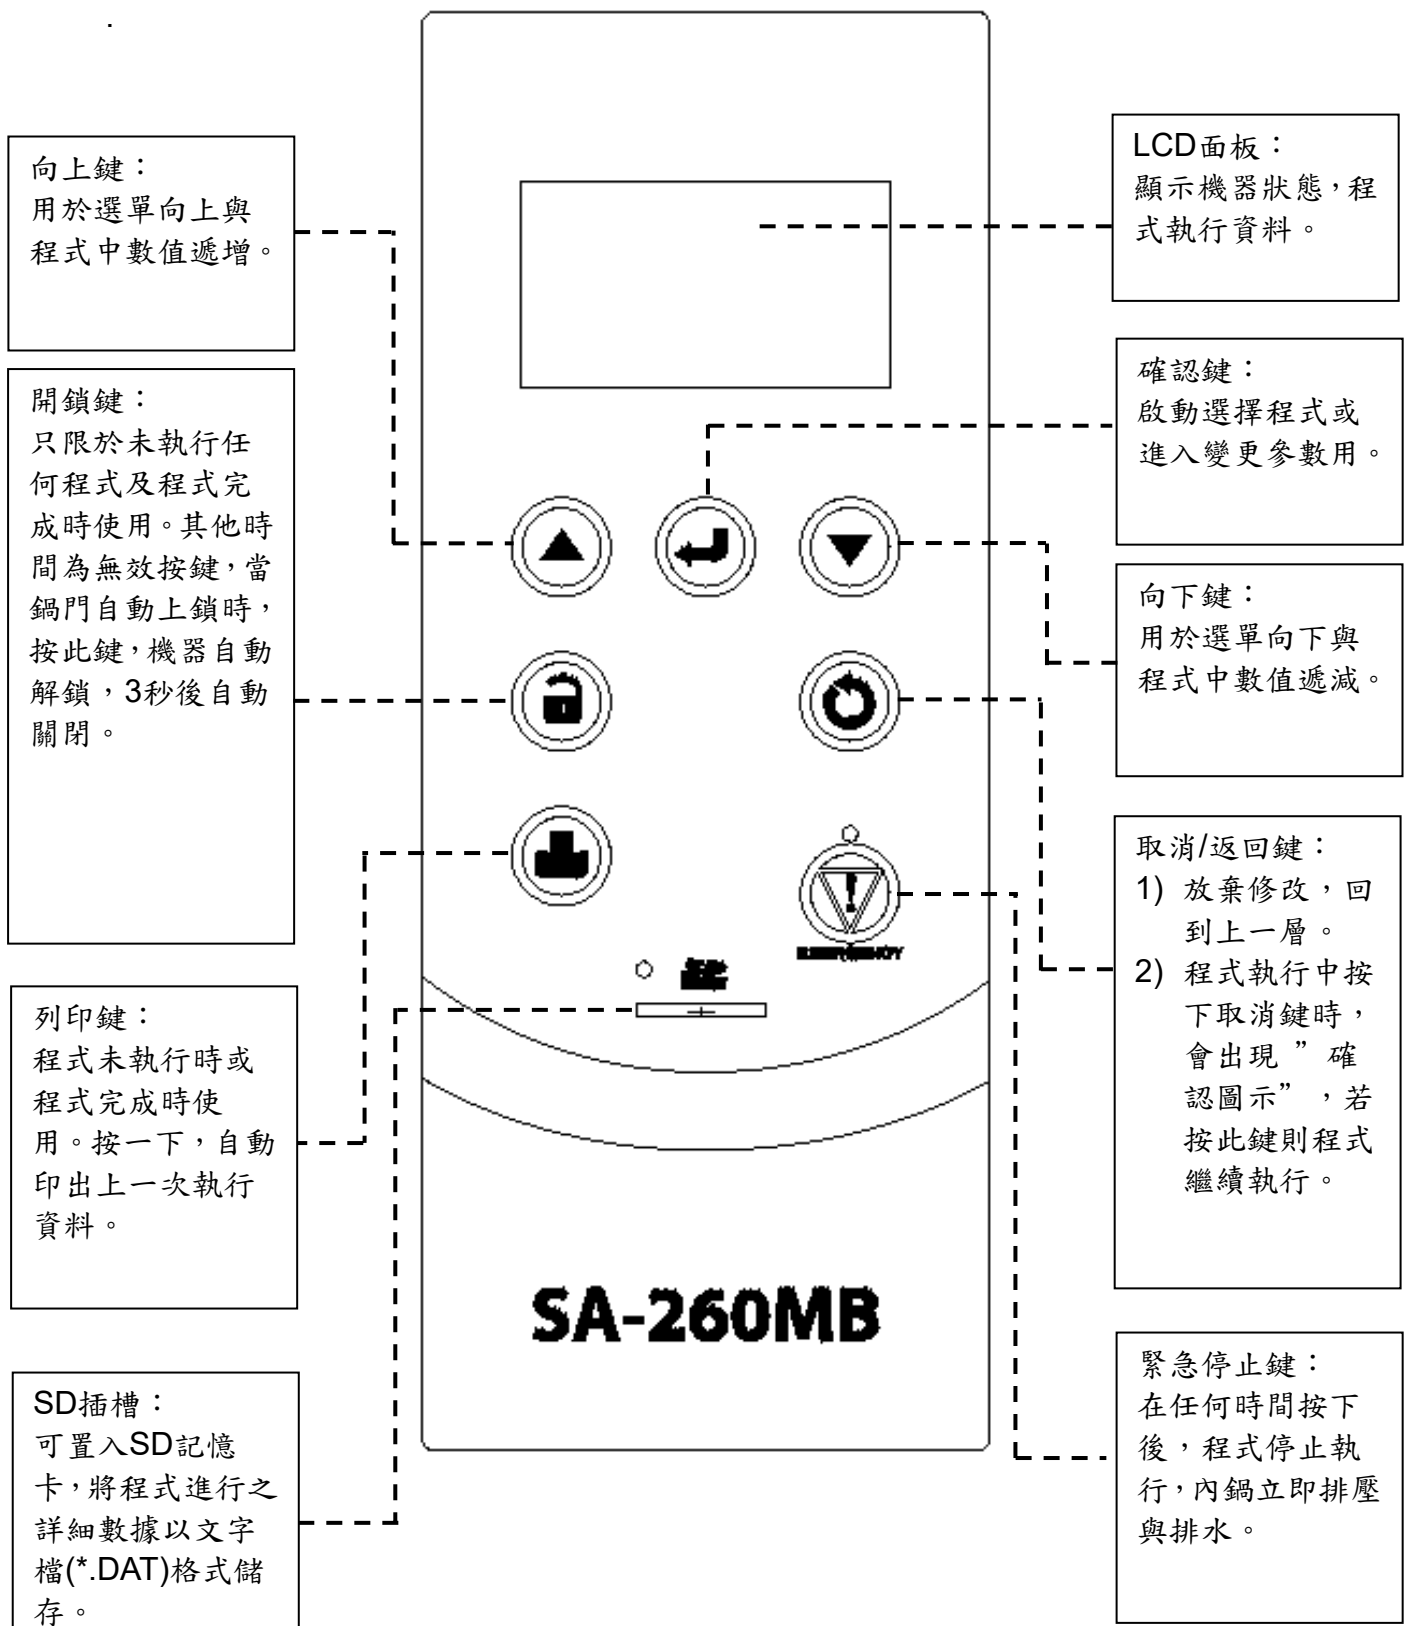 向上鍵：
用於選單向上與
程式中數值遞增。
開鎖鍵：
只限於未執行任
何程式及程式完
成時使用。其他時
間為無效按鍵，當
鍋門自動上鎖時，
按此鍵，機器自動
解鎖，3秒後自動
關閉。
列印鍵：
程式未執行時或
程式完成時使
用。按一下，自動
印出上一次執行
資料。
SD插槽：
可置入SD記憶
卡，將程式進行之
詳細數據以文字
檔(*.DAT)格式儲
存。
SA-260MB
LCD面板：
顯示機器狀態，程
式執行資料。
確認鍵：
啟動選擇程式或
進入變更參數用。
向下鍵：
用於選單向下與
程式中數值遞減。
取消/返回鍵：
1) 放棄修改，回
到上一層。
2) 程式執行中按
下取消鍵時，
會出現 ”確
認圖示”，若
按此鍵則程式
繼續執行。
緊急停止鍵：
在任何時間按下
後，程式停止執
行，內鍋立即排壓
與排水。